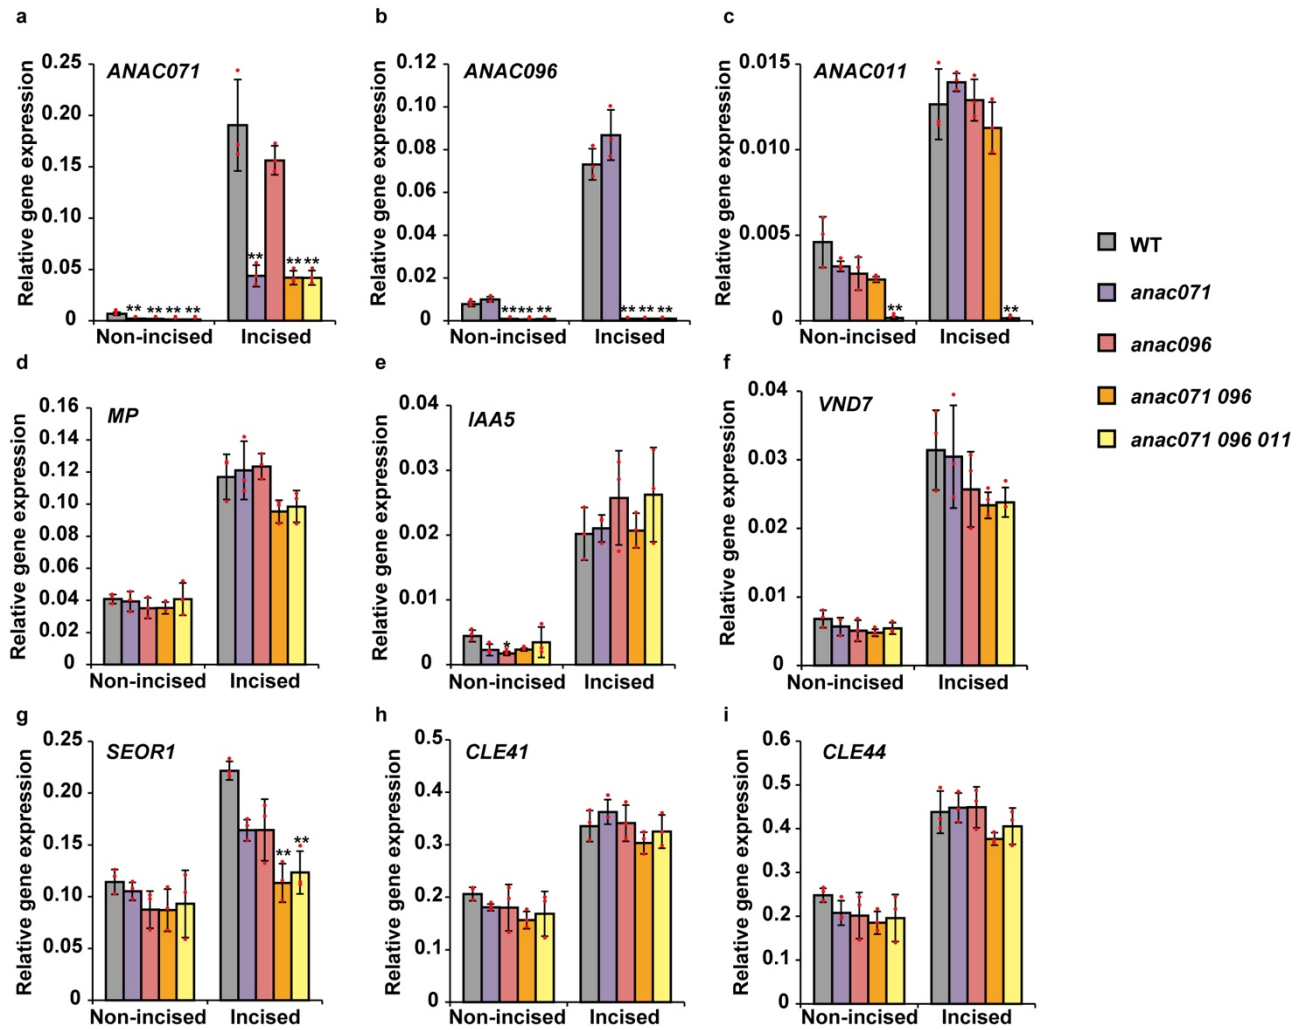 a
ANAC071
Relative gene expression
0.25
0.20
0.15
0.10
0.05
0
** ** ** **
** ** **
Non-incised Incised
b
ANAC096
Relative gene expression
0.12
0.10
0.08
0.06
0.04
0.02
0
** ** **
** ** **
Non-incised Incised
c
ANAC011
Relative gene expression
0.015
0.010
0.005
0
**
**
Non-incised Incised
WT
anac071
anac096
anac071 096
anac071 096 011
d
MP
Relative gene expression
0.16
0.14
0.12
0.10
0.08
0.06
0.04
0.02
0
Non-incised Incised
e
IAA5
Relative gene expression
0.04
0.03
0.02
0.01
0
*
Non-incised Incised
f
VND7
Relative gene expression
0.04
0.03
0.02
0.01
0
Non-incised Incised
g
SEOR1
Relative gene expression
0.25
0.20
0.15
0.10
0.05
0
** **
Non-incised Incised
h
CLE41
Relative gene expression
0.5
0.4
0.3
0.2
0.1
0
Non-incised Incised
i
CLE44
Relative gene expression
0.6
0.5
0.4
0.3
0.2
0.1
0
Non-incised Incised